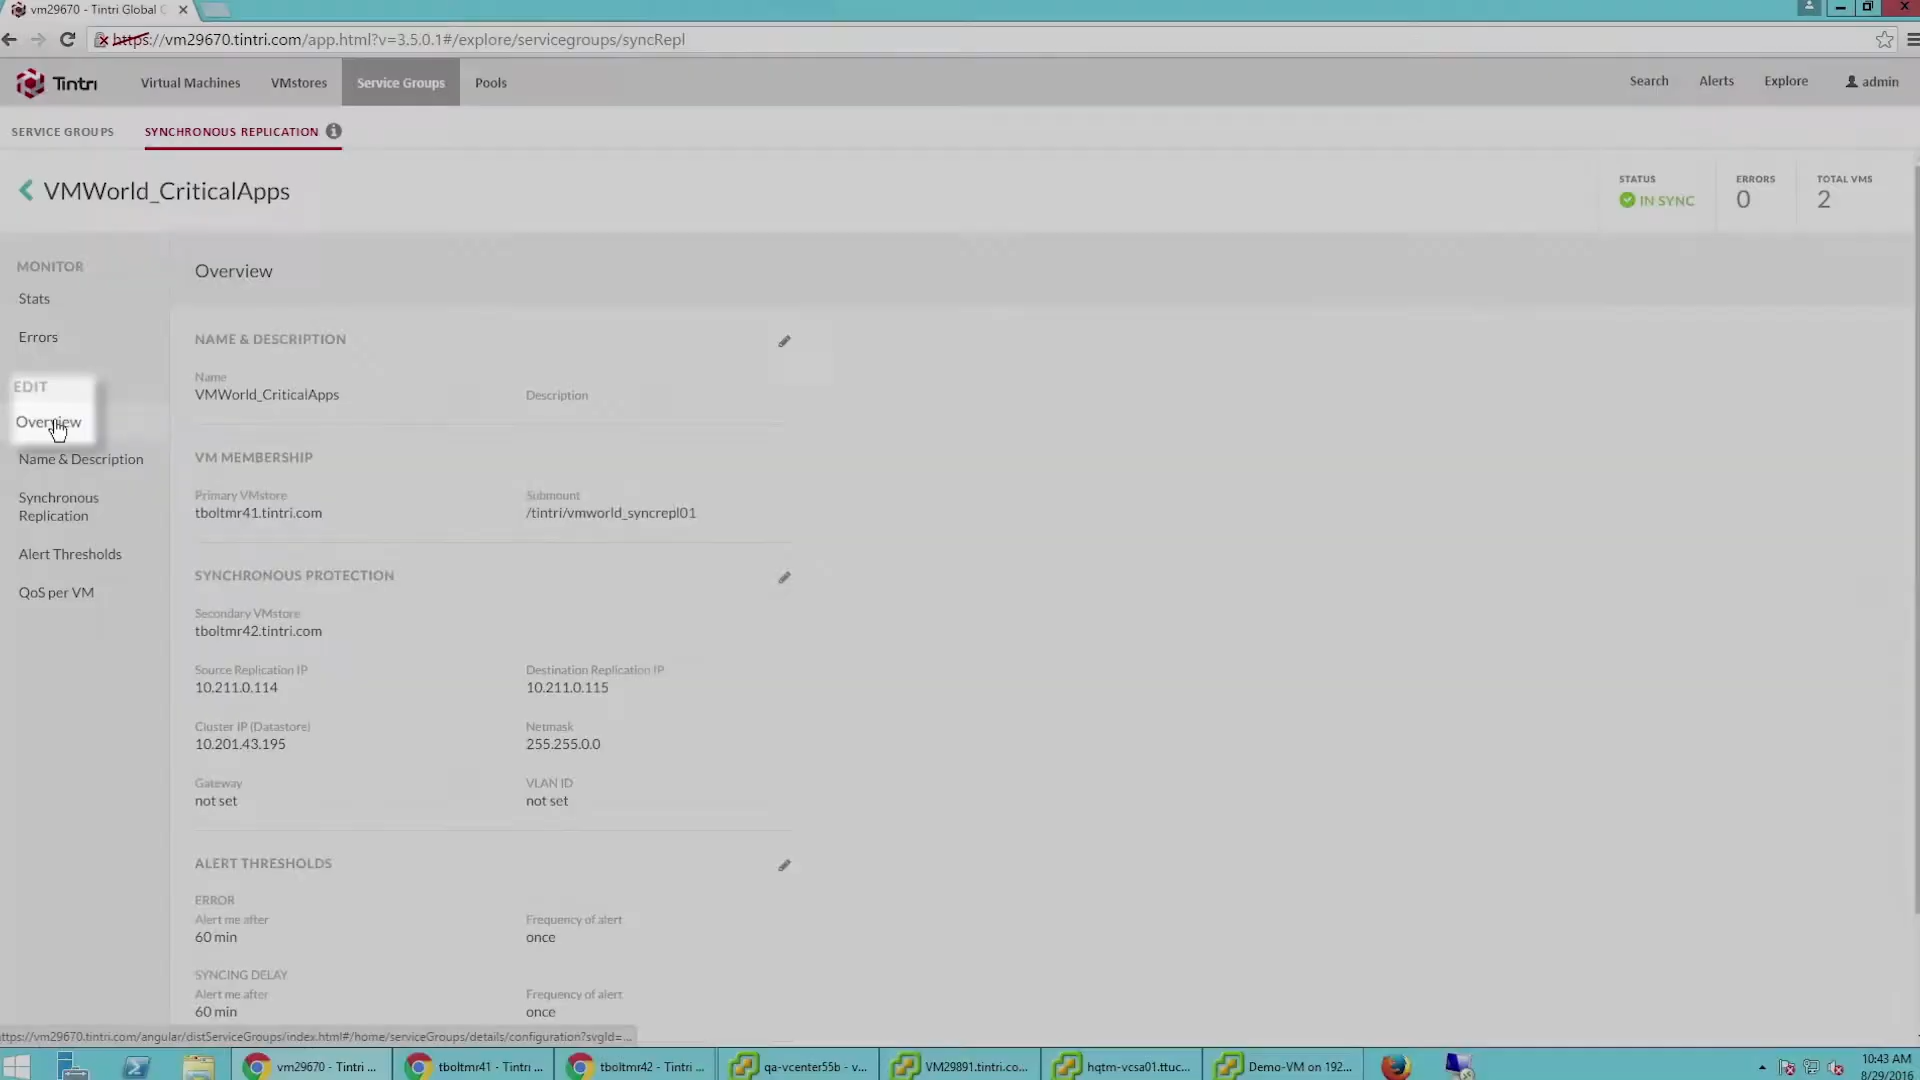 vm29670 - Tintri Global C
https://vm29670.tintri.com/app.html?v=3.5.0.1#/explore/servicegroups/syncRepl
Tintri Virtual Machines VMstores Service Groups Pools Search Alerts Explore admin
SERVICE GROUPS SYNCHRONOUS REPLICATION
VMWorld_CriticalApps
STATUS ERRORS TOTAL VMS
IN SYNC 0 2
MONITOR
Stats
Errors
EDIT
Overview
Name & Description
Synchronous
Replication
Alert Thresholds
QoS per VM
Overview
NAME & DESCRIPTION
Name
VMWorld_CriticalApps
Description
VM MEMBERSHIP
Primary VMstore Submount
tboltmr41.tintri.com /tintri/vmworld_syncrepl01
SYNCHRONOUS PROTECTION
Secondary VMstore
tboltmr42.tintri.com
Source Replication IP Destination Replication IP
10.211.0.114 10.211.0.115
Cluster IP (Datastore) Netmask
10.201.43.195 255.255.0.0
Gateway VLAN ID
not set not set
ALERT THRESHOLDS
ERROR
Alert me after Frequency of alert
60 min once
SYNCING DELAY
Alert me after Frequency of alert
60 min once
ttps://vm29670.tintri.com/angular/distServiceGroups/index.html#/home/serviceGroups/details/configuration?svgId=...
vm29670 - Tintri ... tboltmr41 - Tintri ... tboltmr42 - Tintri ... qa-vcenter55b - v... VM29891.tintri.co... hqtm-vcsa01.ttuc... Demo-VM on 192...
10:43 AM
8/29/2016